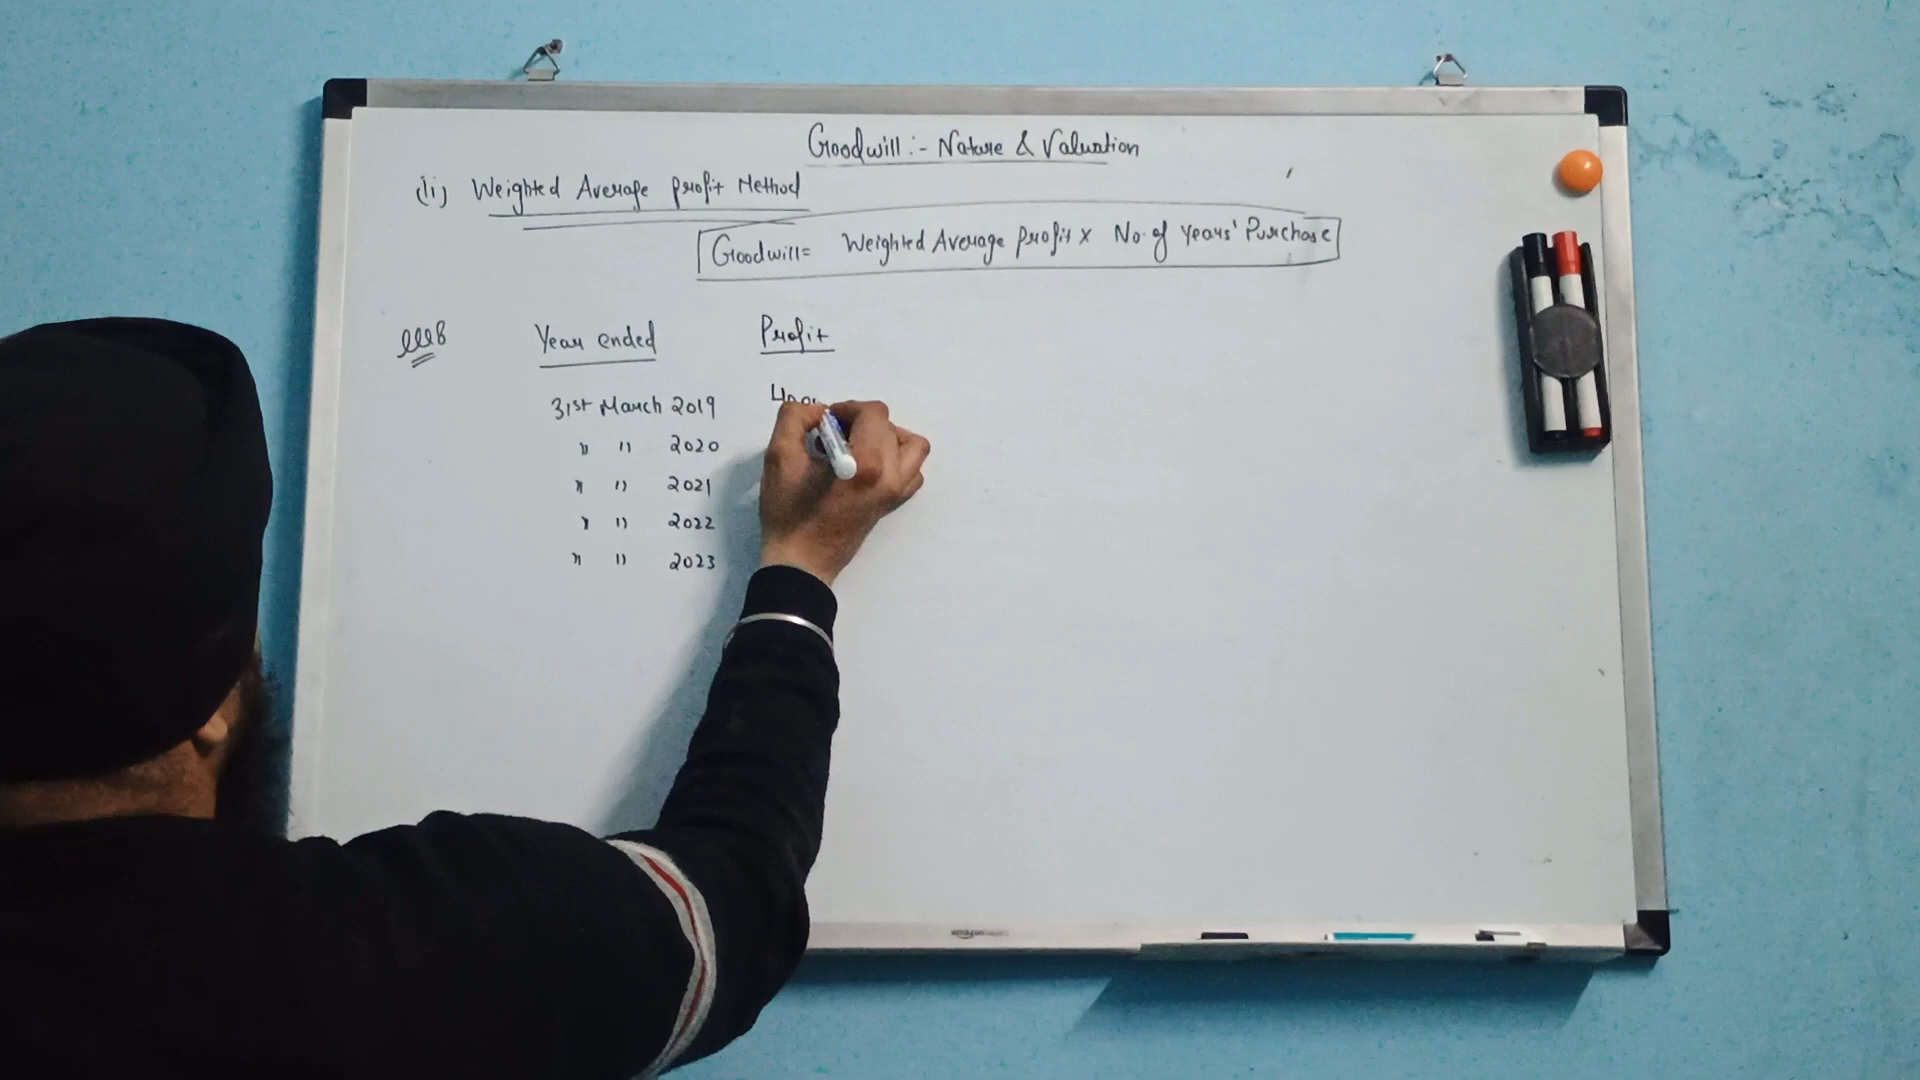 Goodwill :- Nature & Valuation
(ii) Weighted Average Profit Method
Goodwill = Weighted Average Profit x No. of Years' Purchase
Year ended Profit
31st March 2019
" " 2020
" " 2021
" " 2022
" " 2023
amazon